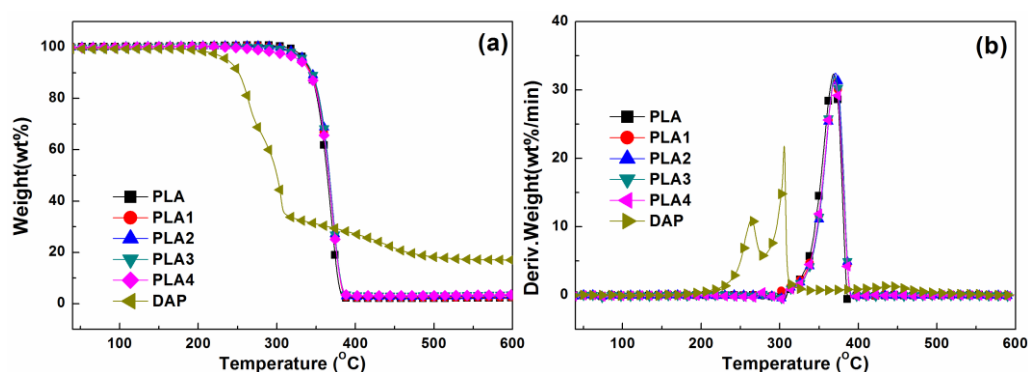 (a)
Weight(wt%)
100
80
60
40
20
0
PLA
PLA1
PLA2
PLA3
PLA4
DAP
100 200 300 400 500 600
Temperature (°C)
(b)
Deriv.Weight(wt%/min)
40
30
20
10
0
PLA
PLA1
PLA2
PLA3
PLA4
DAP
100 200 300 400 500 600
Temperature (°C)